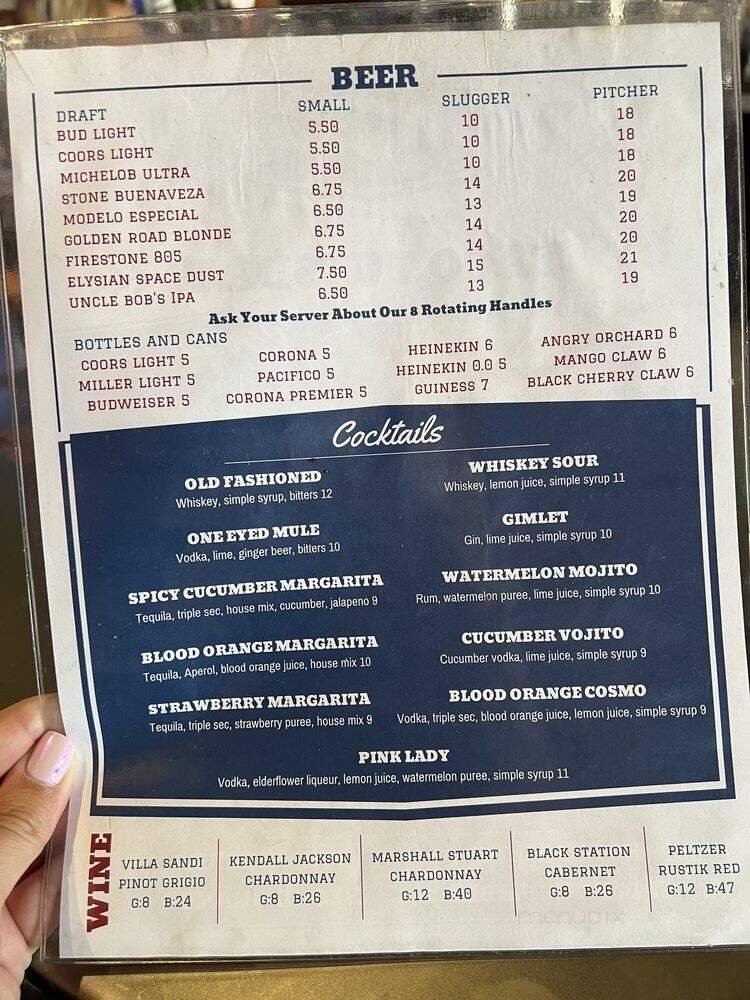 BEER
DRAFT SMALL SLUGGER PITCHER
BUD LIGHT 5.50 10 18
COORS LIGHT 5.50 10 18
MICHELOB ULTRA 5.50 10 18
STONE BUENAVEZA 6.75 14 20
MODELO ESPECIAL 6.50 13 19
GOLDEN ROAD BLONDE 6.75 14 20
FIRESTONE 805 6.75 14 20
ELYSIAN SPACE DUST 7.50 15 21
UNCLE BOB'S IPA 6.50 13 19
Ask Your Server About Our 8 Rotating Handles
BOTTLES AND CANS
COORS LIGHT 5 CORONA 5 HEINEKIN 6 ANGRY ORCHARD 6
MILLER LIGHT 5 PACIFICO 5 HEINEKIN 0.0 5 MANGO CLAW 6
BUDWEISER 5 CORONA PREMIER 5 GUINESS 7 BLACK CHERRY CLAW 6
Cocktails
OLD FASHIONED
Whiskey, simple syrup, bitters 12
WHISKEY SOUR
Whiskey, lemon juice, simple syrup 11
ONE EYED MULE
Vodka, lime, ginger beer, bitters 10
GIMLET
Gin, lime juice, simple syrup 10
SPICY CUCUMBER MARGARITA
Tequila, triple sec, house mix, cucumber, jalapeno 9
WATERMELON MOJITO
Rum, watermelon puree, lime juice, simple syrup 10
BLOOD ORANGE MARGARITA
Tequila, Aperol, blood orange juice, house mix 10
CUCUMBER VOJITO
Cucumber vodka, lime juice, simple syrup 9
STRAWBERRY MARGARITA
Tequila, triple sec, strawberry puree, house mix 9
BLOOD ORANGE COSMO
Vodka, triple sec, blood orange juice, lemon juice, simple syrup 9
PINK LADY
Vodka, elderflower liqueur, lemon juice, watermelon puree, simple syrup 11
WINE
VILLA SANDI
PINOT GRIGIO
G:8 B:24
KENDALL JACKSON
CHARDONNAY
G:8 B:26
MARSHALL STUART
CHARDONNAY
G:12 B:40
BLACK STATION
CABERNET
G:8 B:26
PELTZER
RUSTIK RED
G:12 B:47
menupix